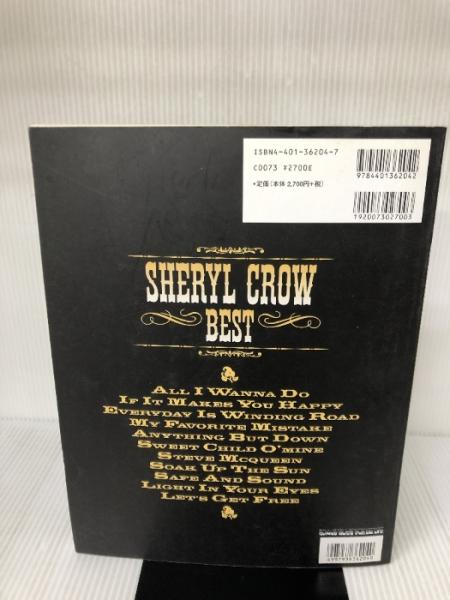 ISBN4-401-36204-7
C0073 ¥2700E
•定価(本体 2,700円+税)
9784401362042
1920073027003
SHERYL CROW
BEST
ALL I WANNA DO
IF IT MAKES YOU HAPPY
EVERYDAY IS WINDING ROAD
MY FAVORITE MISTAKE
ANYTHING BUT DOWN
SWEET CHILD O'MINE
STEVE MCQUEEN
SOAK UP THE SUN
SAFE AND SOUND
LIGHT IN YOUR EYES
LET'S GET FREE